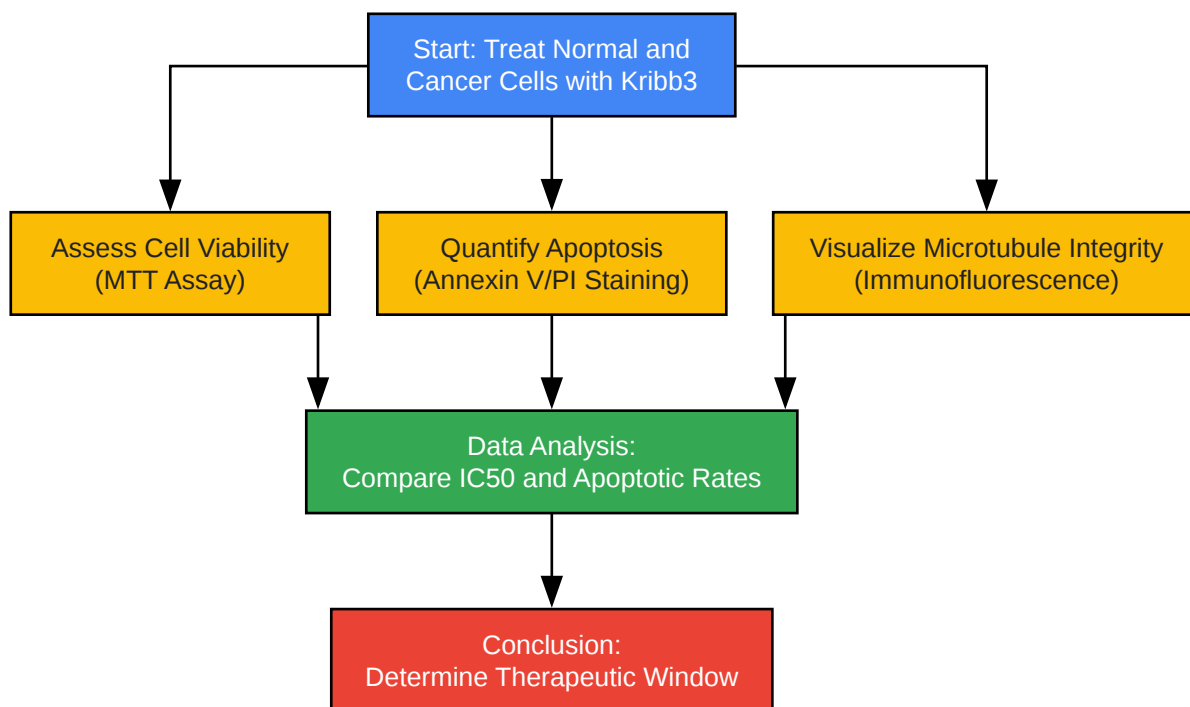 Start: Treat Normal and
Cancer Cells with Kribb3
Assess Cell Viability
(MTT Assay)
Quantify Apoptosis
(Annexin V/PI Staining)
Visualize Microtubule Integrity
(Immunofluorescence)
Data Analysis:
Compare IC50 and Apoptotic Rates
Conclusion:
Determine Therapeutic Window